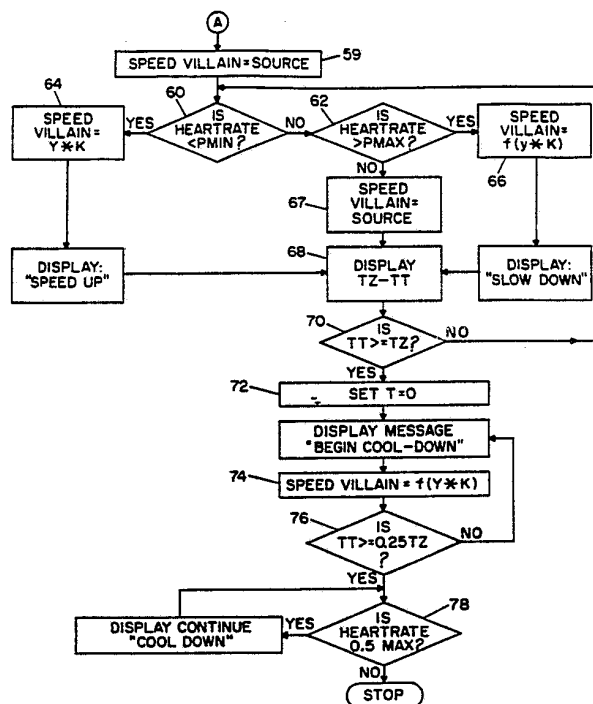 A
SPEED VILLAIN=SOURCE
59
64
60
62
SPEED
VILLAIN=
Y*K
YES
IS
HEARTRATE
<PMIN?
NO
IS
HEARTRATE
>PMAX?
YES
SPEED
VILLAIN=
f(y*K)
66
NO
67
SPEED
VILLAIN=
SOURCE
68
DISPLAY:
"SPEED UP"
DISPLAY
TZ-TT
DISPLAY:
"SLOW DOWN"
70
IS
TT>=TZ?
NO
YES
72
SET T=0
DISPLAY MESSAGE
"BEGIN COOL-DOWN"
74
SPEED VILLAIN = f(Y*K)
76
IS
TT>=0.25TZ
?
NO
YES
78
DISPLAY CONTINUE
"COOL DOWN"
YES
IS
HEARTRATE
0.5 MAX?
NO
STOP